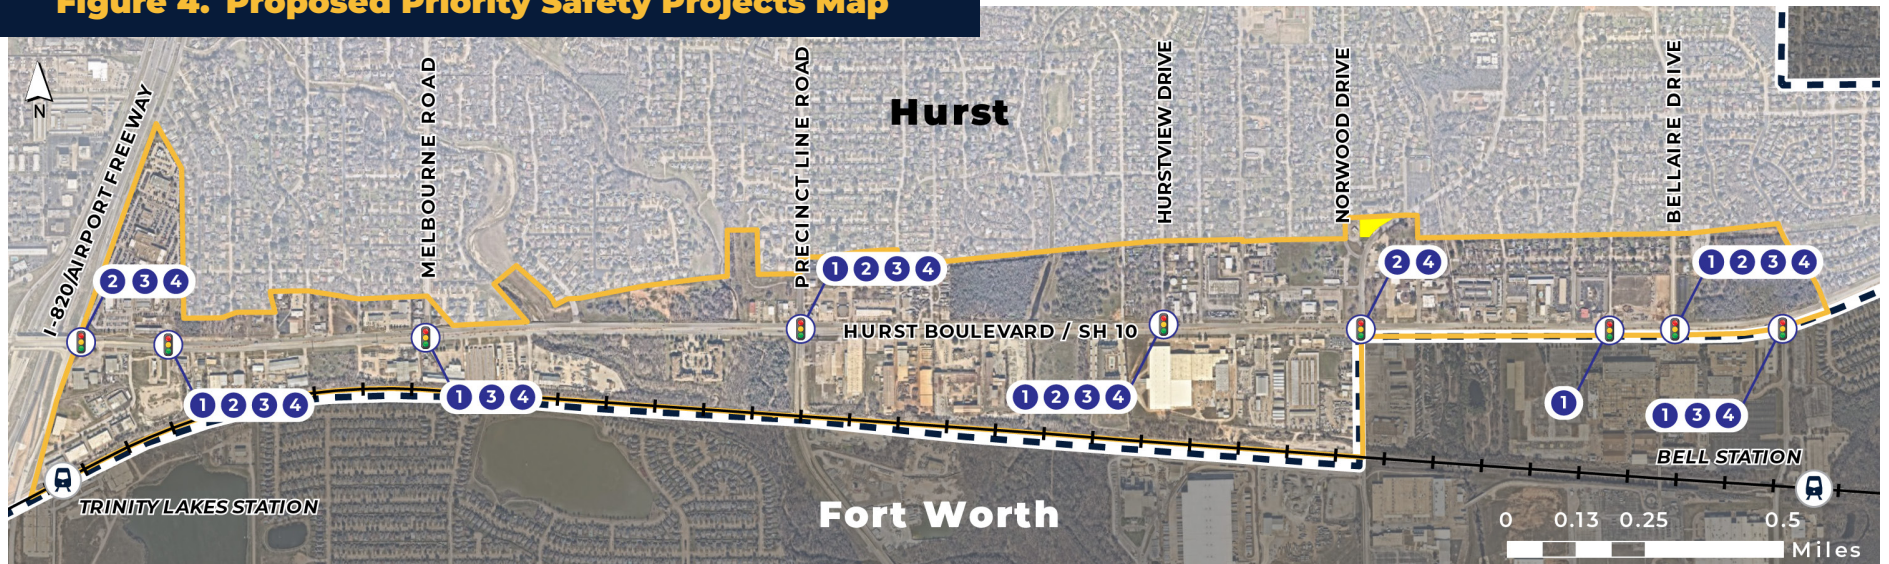 Figure 4. Proposed Priority Safety Projects Map
N
I-820/AIRPORT FREEWAY
MELBOURNE ROAD
PRECINCT LINE ROAD
Hurst
HURSTVIEW DRIVE
NORWOOD DRIVE
BELLAIRE DRIVE
2 3 4
1 2 3 4
2 4
1 2 3 4
HURST BOULEVARD / SH 10
1 2 3 4
1 3 4
1 2 3 4
1
1 3 4
TRINITY LAKES STATION
BELL STATION
Fort Worth
0 0.13 0.25 0.5
Miles